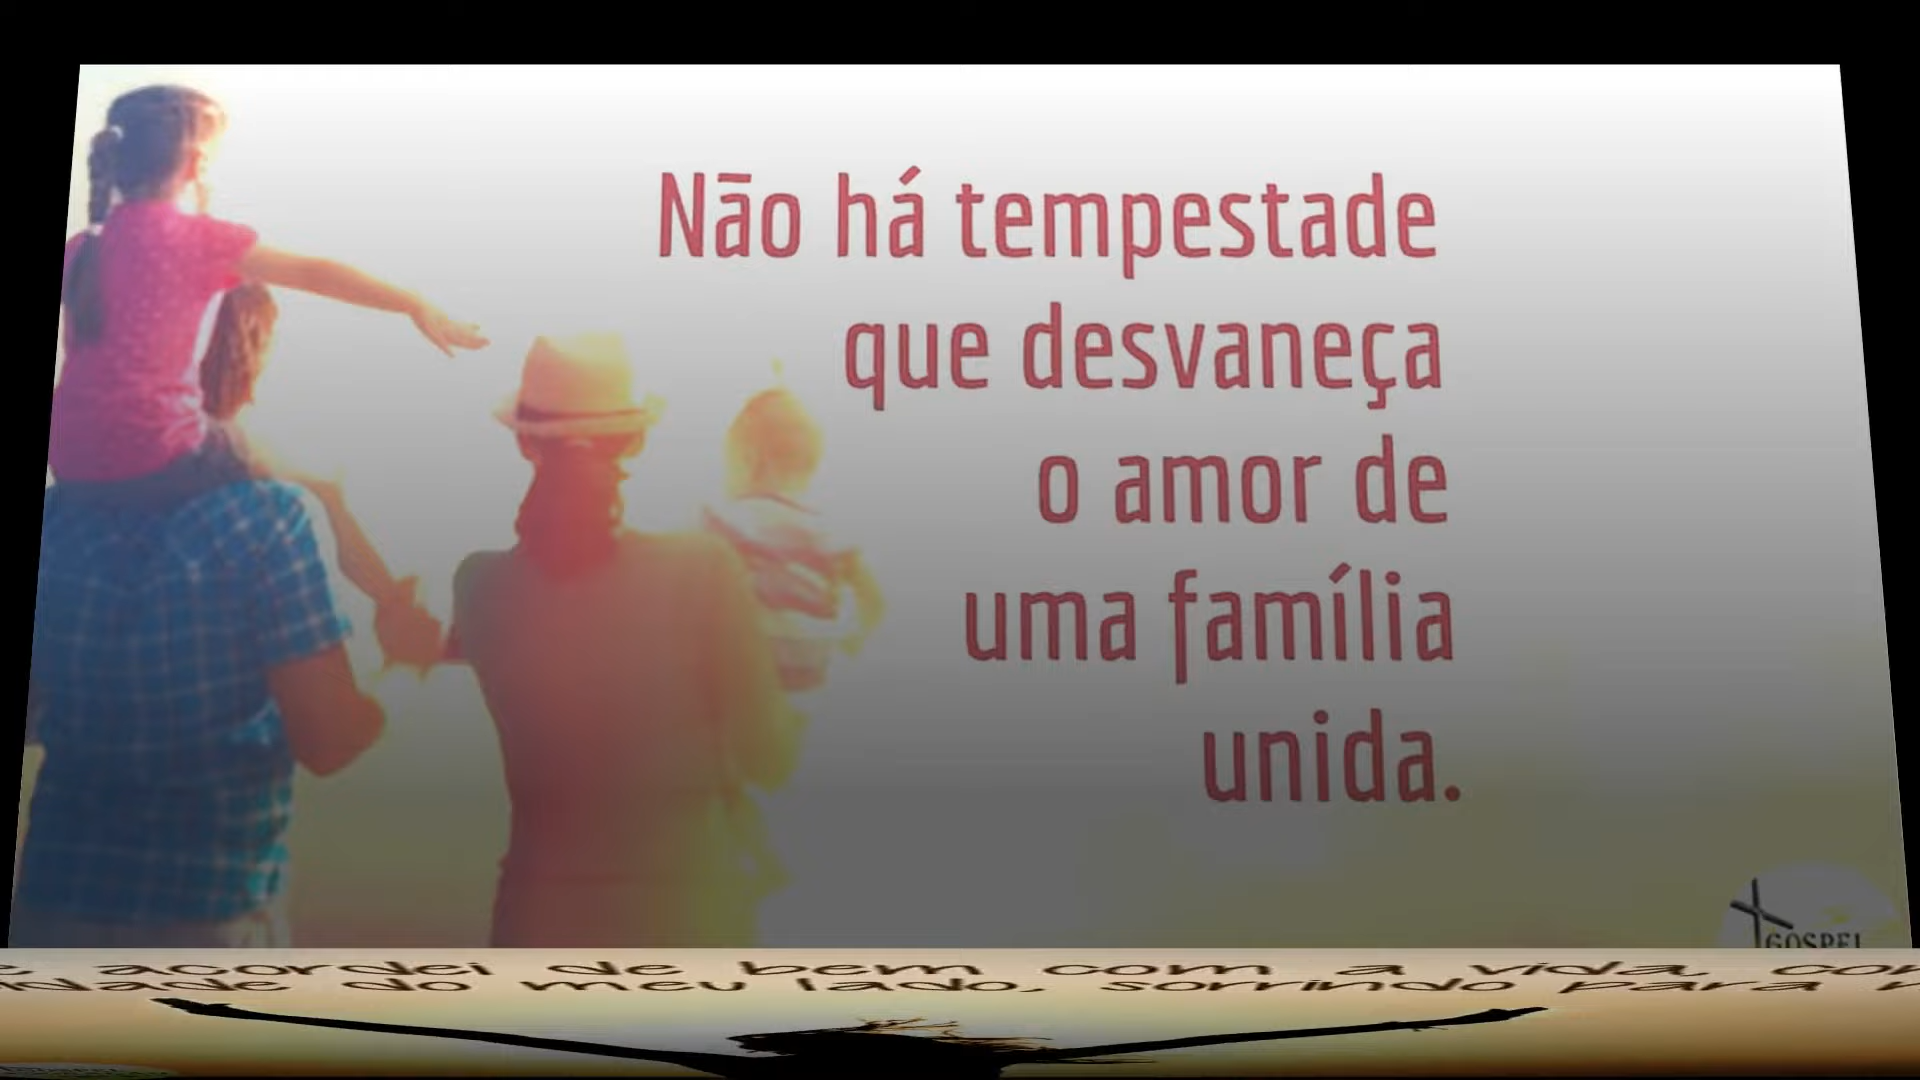 Não há tempestade
que desvaneça
o amor de
uma família
unida.
GOSPEL
acordei de bem com a vida,
do meu lado, sorrindo para